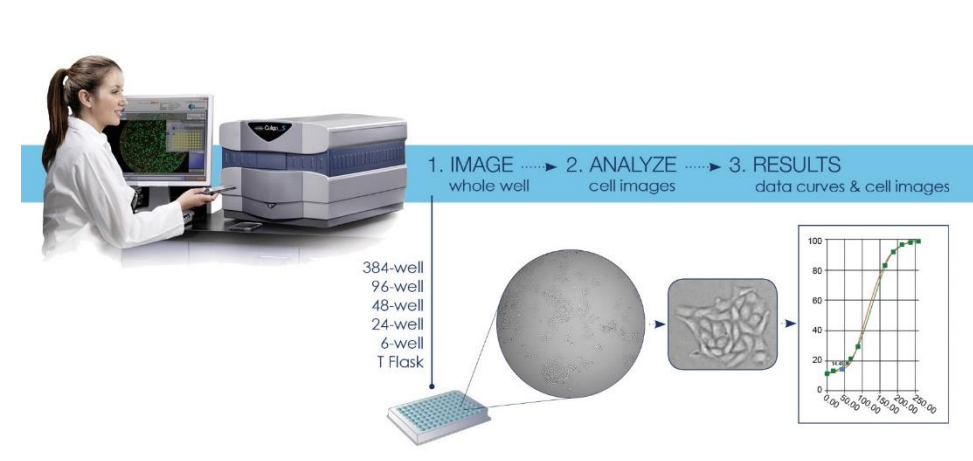 Celigo_S
1. IMAGE
whole well
2. ANALYZE
cell images
3. RESULTS
data curves & cell images
384-well
96-well
48-well
24-well
6-well
T Flask
100
80
60
40
20
0
0.00
50.00
100.00
150.00
200.00
250.00